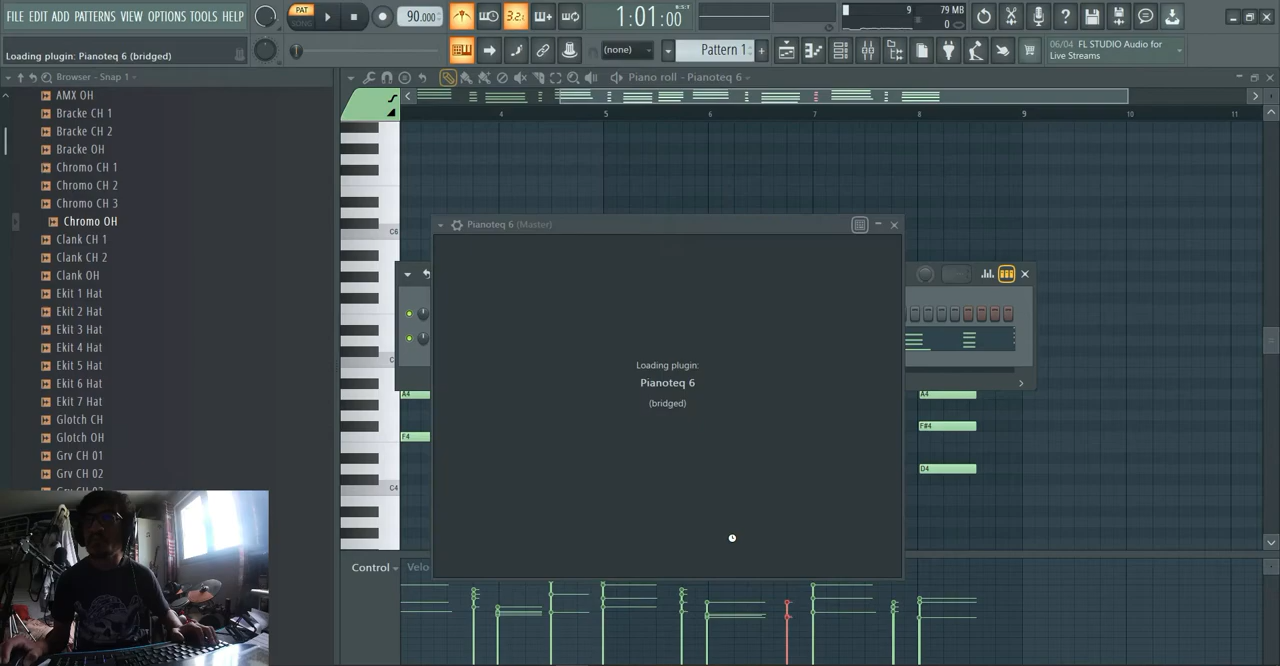 FILE EDIT ADD PATTERNS VIEW OPTIONS TOOLS HELP
PAT
90.000
3.2.
1:01:00
9
79 MB
0
Loading plugin: Pianoteq 6 (bridged)
(none)
Pattern 1
06/04 FL STUDIO Audio for
Live Streams
Browser - Snap 1
Piano roll - Pianoteq 6
AMX OH
Bracke CH 1
Bracke CH 2
Bracke OH
Chromo CH 1
Chromo CH 2
Chromo CH 3
Chromo OH
Clank CH 1
Clank CH 2
Clank OH
Ekit 1 Hat
Ekit 2 Hat
Ekit 3 Hat
Ekit 4 Hat
Ekit 5 Hat
Ekit 6 Hat
Ekit 7 Hat
Glotch CH
Glotch OH
Grv CH 01
Grv CH 02
4 5 6 7 8 9 10 11
C6
C4
Pianoteq 6 (Master)
Loading plugin:
Pianoteq 6
(bridged)
A4
F4
A4
F#4
D4
Control
Velo